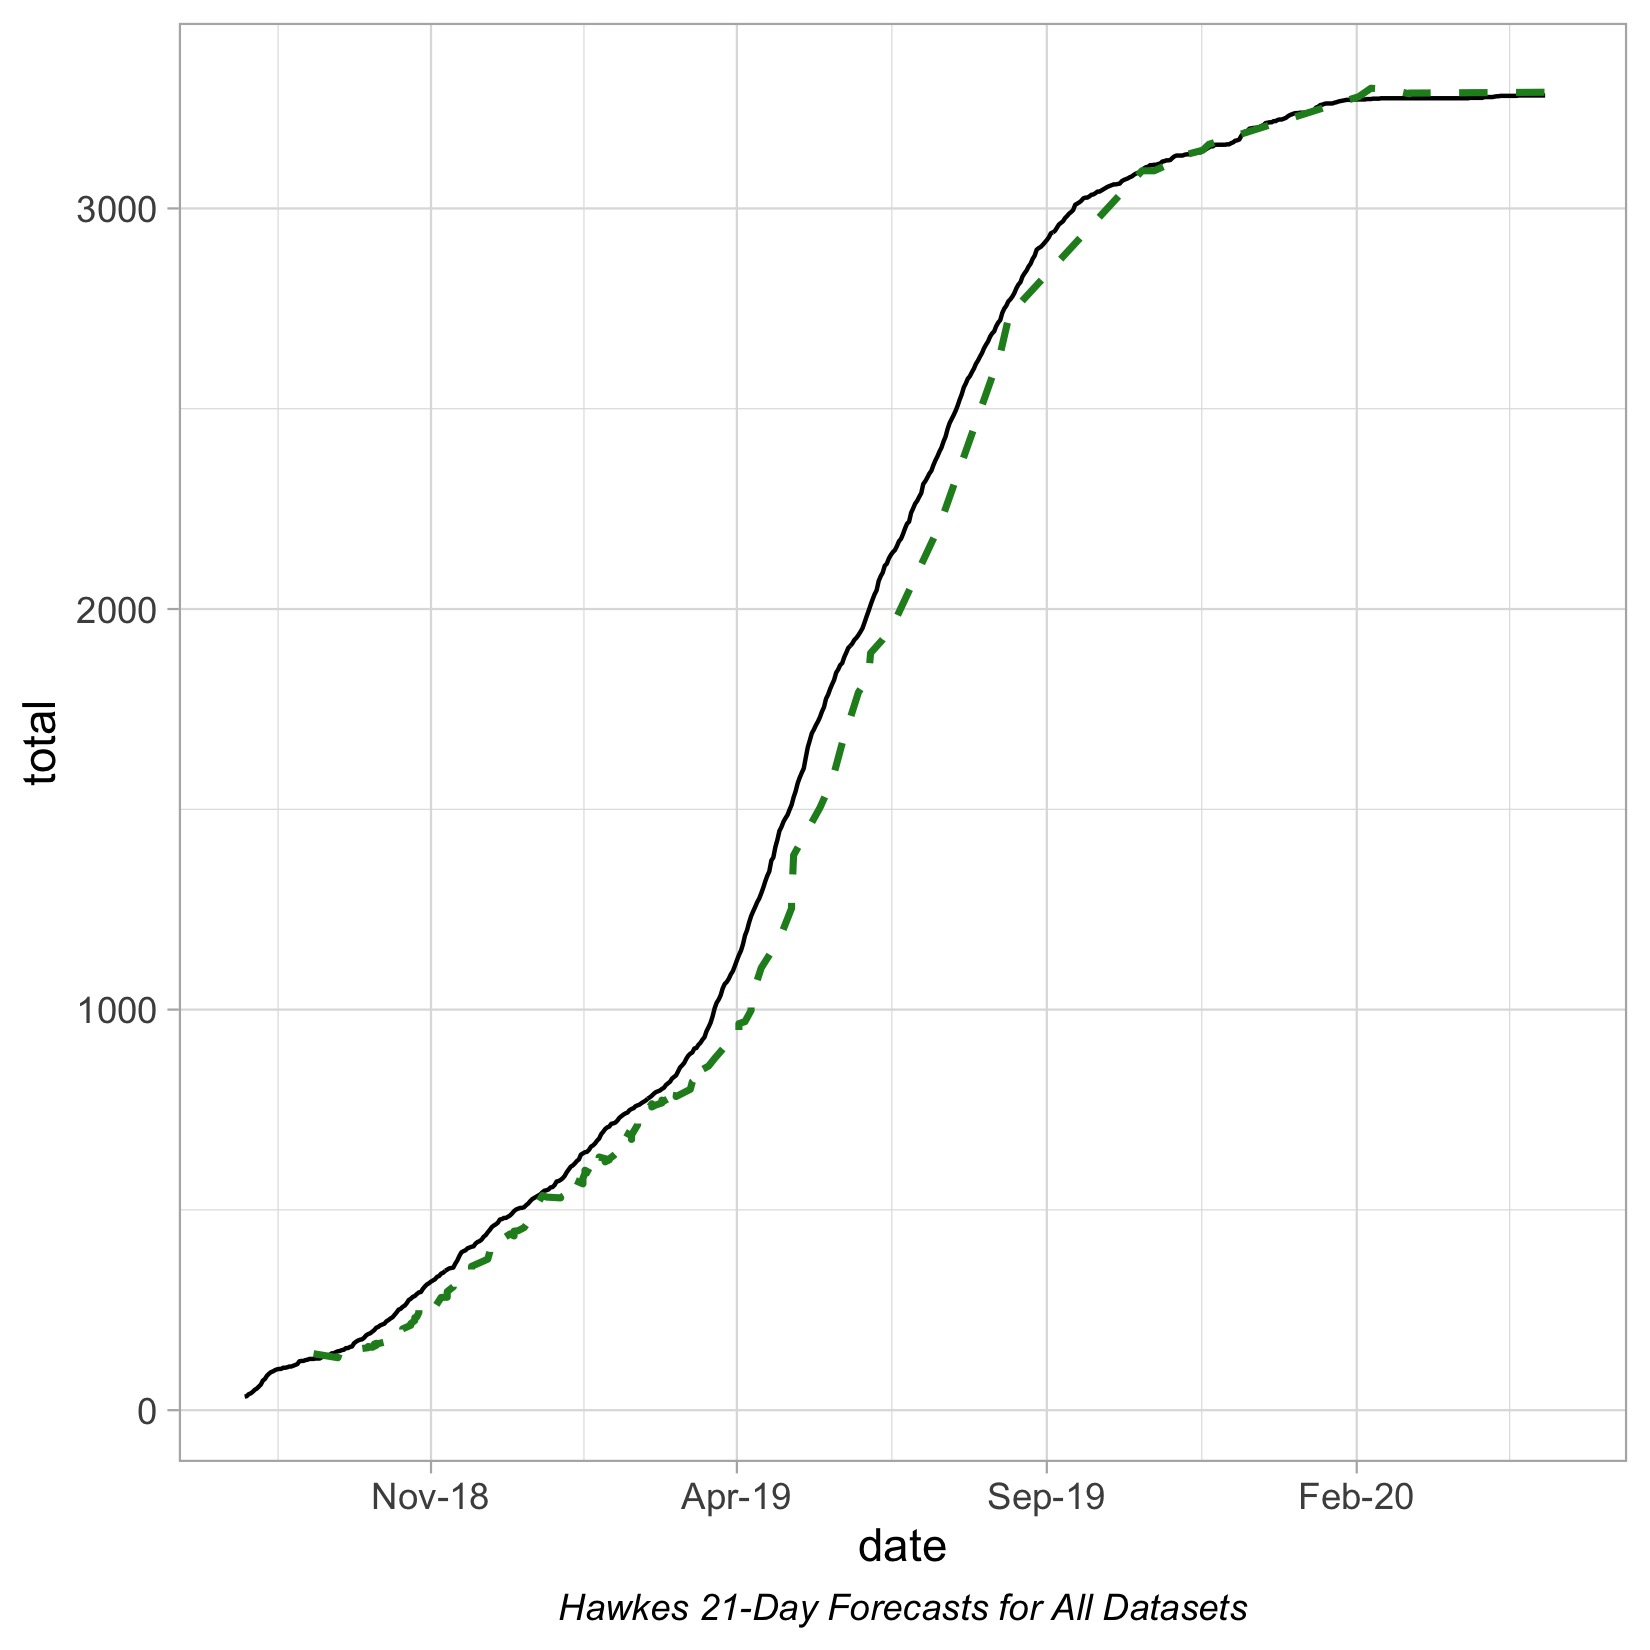 3000
2000
1000
0
total
Nov-18 Apr-19 Sep-19 Feb-20
date
Hawkes 21-Day Forecasts for All Datasets